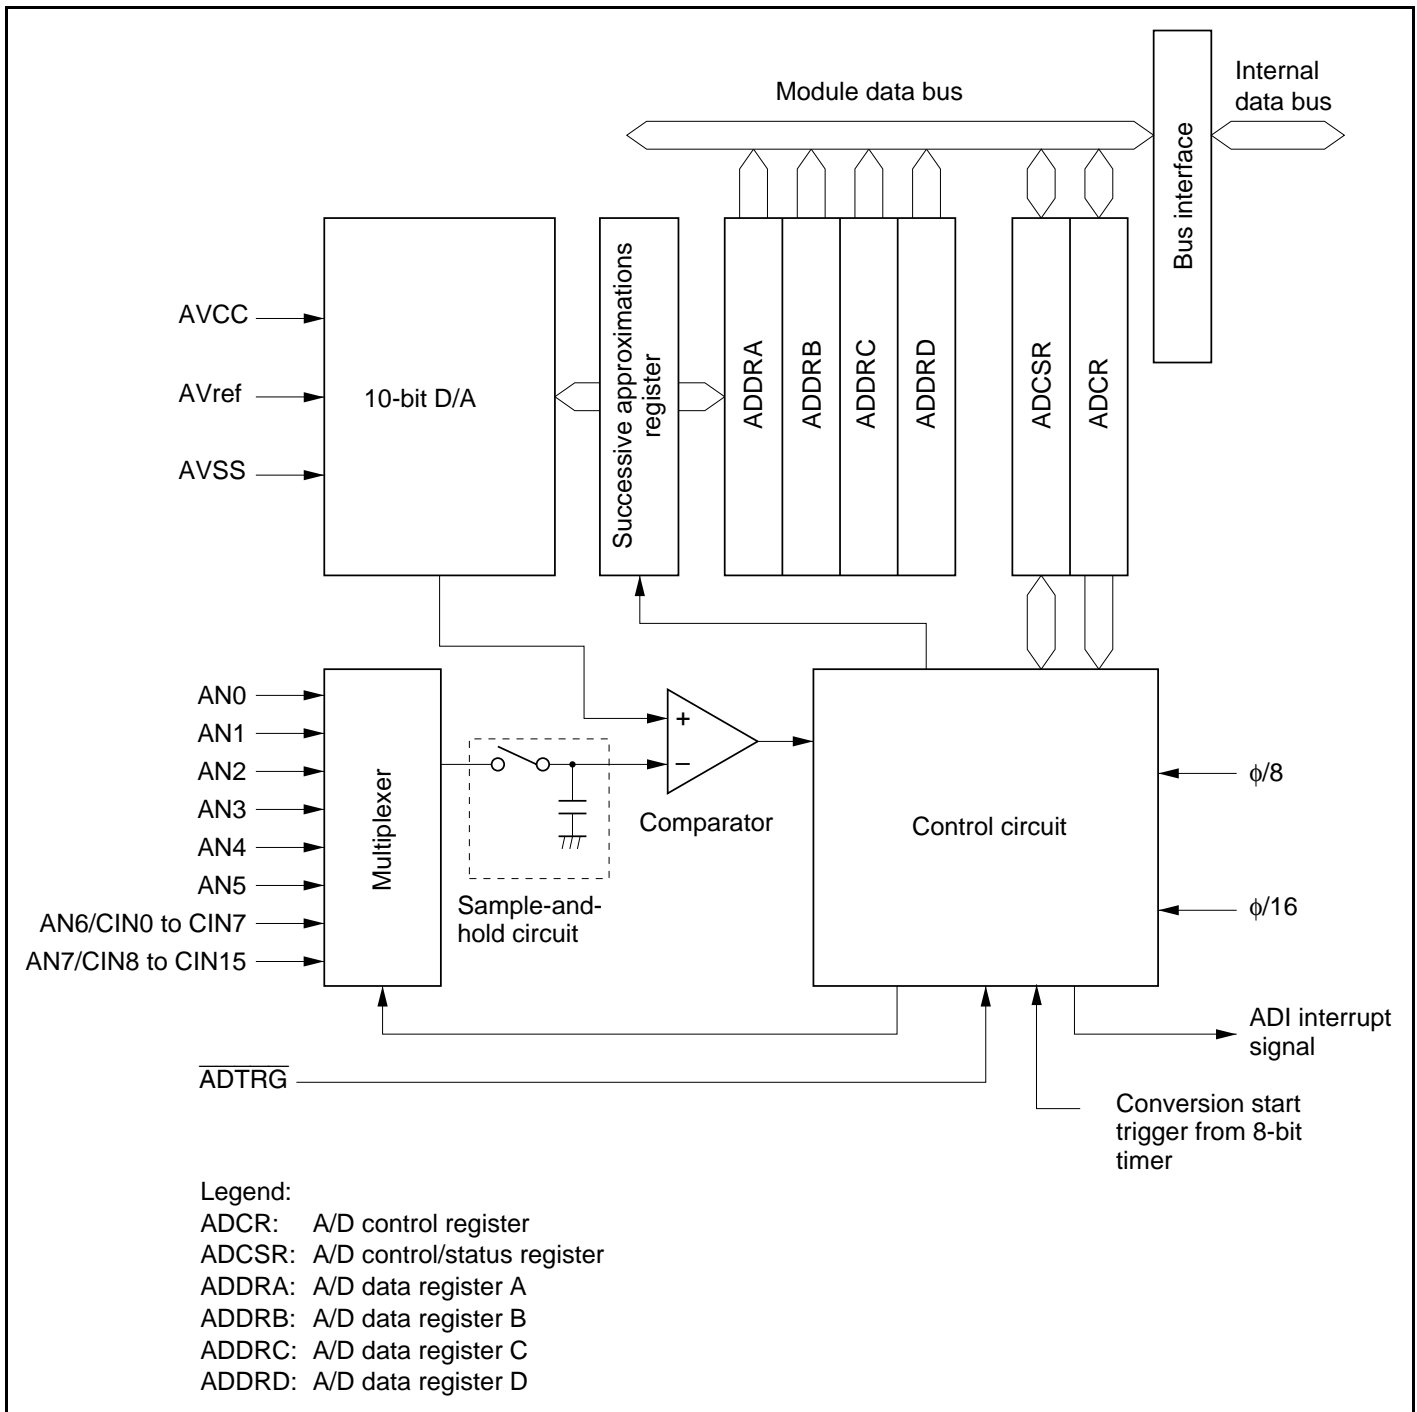 Module data bus
Internal
data bus
Bus interface
AVCC
AVref
AVSS
10-bit D/A
Successive approximations
register
ADDRA
ADDRB
ADDRC
ADDRD
ADCSR
ADCR
AN0
AN1
AN2
AN3
AN4
AN5
AN6/CIN0 to CIN7
AN7/CIN8 to CIN15
Multiplexer
Sample-and-
hold circuit
+
−
Comparator
Control circuit
ϕ/8
ϕ/16
ADI interrupt
signal
ADTRG
Conversion start
trigger from 8-bit
timer
Legend:
ADCR: A/D control register
ADCSR: A/D control/status register
ADDRA: A/D data register A
ADDRB: A/D data register B
ADDRC: A/D data register C
ADDRD: A/D data register D